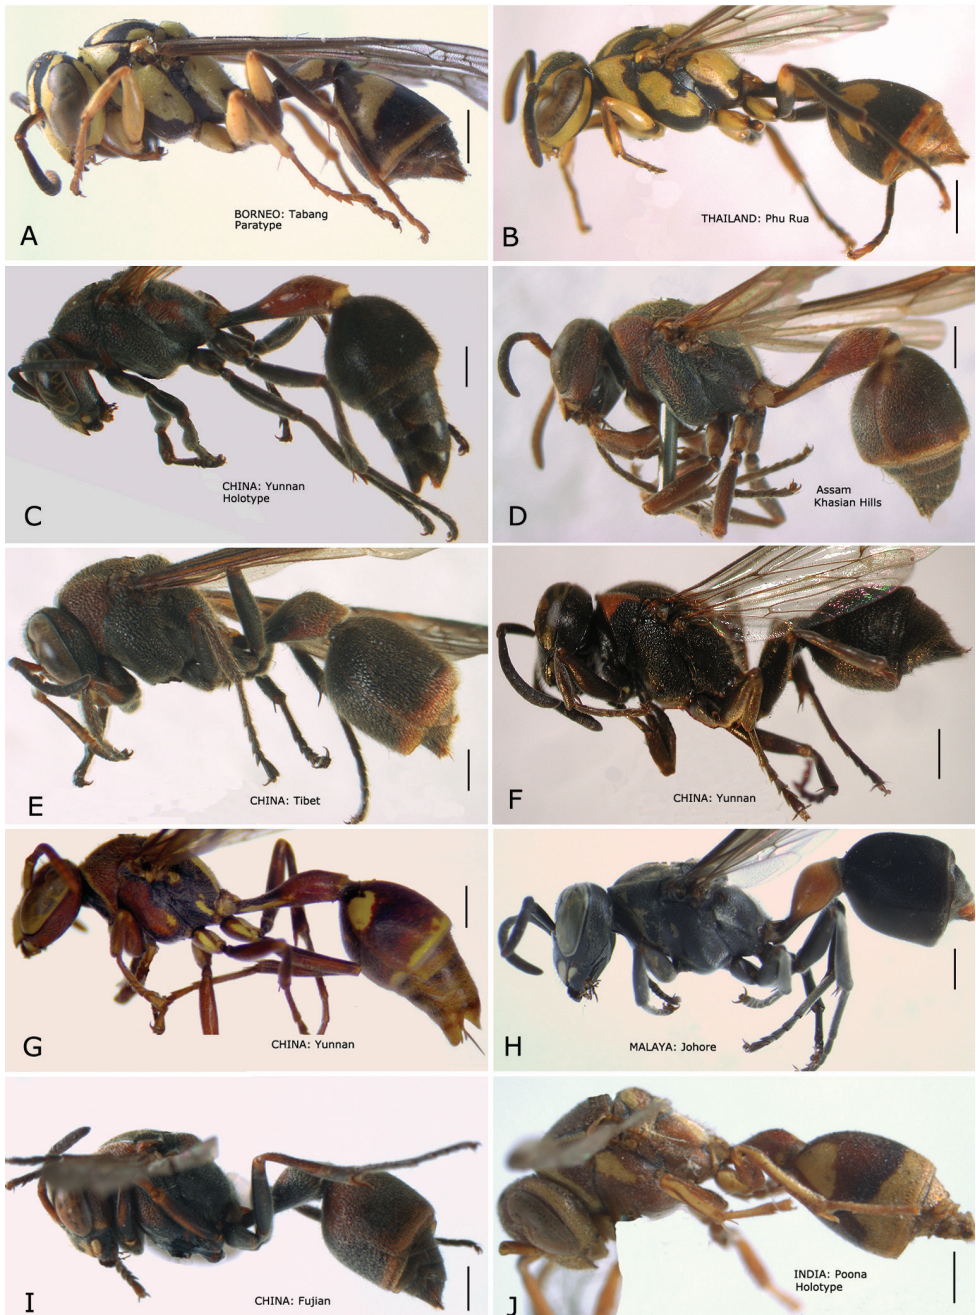 A
BORNEO: Tabang
Paratype
B
THAILAND: Phu Rua
C
CHINA: Yunnan
Holotype
D
Assam
Khasian Hills
E
CHINA: Tibet
F
CHINA: Yunnan
G
CHINA: Yunnan
H
MALAYA: Johore
I
CHINA: Fujian
J
INDIA: Poona
Holotype